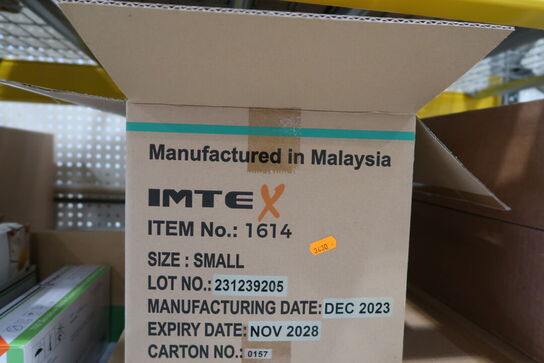 Manufactured in Malaysia
IMTEX
ITEM No.: 1614
3430
SIZE : SMALL
LOT NO.: 231239205
MANUFACTURING DATE: DEC 2023
EXPIRY DATE: NOV 2028
CARTON NO.: 0157